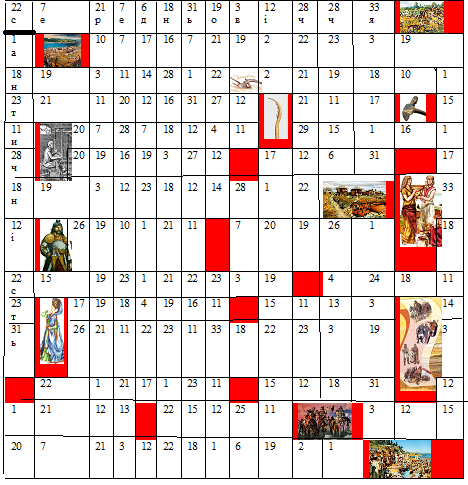 22 7 21 7 6 18 31 19 3 12 28 28 33
с е р е д н ь о в і ч ч я
1 10 7 17 16 7 21 19 2 22 23 3 19
а
18 19 3 11 14 28 1 22 2 21 19 18 10 1
н
23 21 11 20 12 16 31 27 12 21 11 17 15
т
11 20 7 28 7 18 12 4 11 29 15 1 16 1
и
28 20 19 16 19 3 27 12 17 12 6 31 17
ч
18 19 3 12 23 18 12 14 28 1 22 33
н
12 26 19 3 1 21 11 7 20 19 26 1 18
і
22 15 19 23 1 21 22 23 3 19 4 24 18 11
с
23 17 19 18 4 19 16 11 15 11 13 3 14
т
31 26 21 11 22 23 11 33 18 22 23 3 19 3
ь
22 1 21 17 1 23 11 15 12 18 31 12
1 21 12 13 22 15 12 25 11 3 12 15
20 7 21 3 12 22 18 1 6 19 2 1